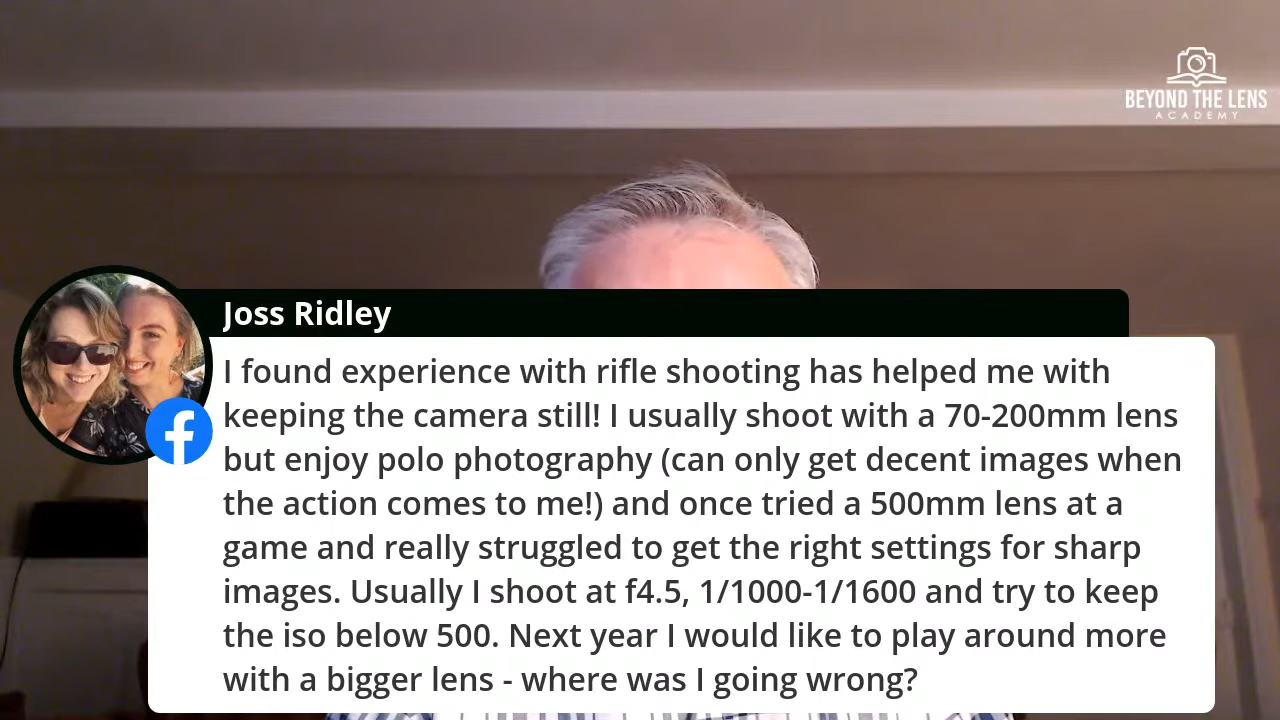 BEYOND THE LENS
ACADEMY
Joss Ridley
I found experience with rifle shooting has helped me with
keeping the camera still! I usually shoot with a 70-200mm lens
but enjoy polo photography (can only get decent images when
the action comes to me!) and once tried a 500mm lens at a
game and really struggled to get the right settings for sharp
images. Usually I shoot at f4.5, 1/1000-1/1600 and try to keep
the iso below 500. Next year I would like to play around more
with a bigger lens - where was I going wrong?